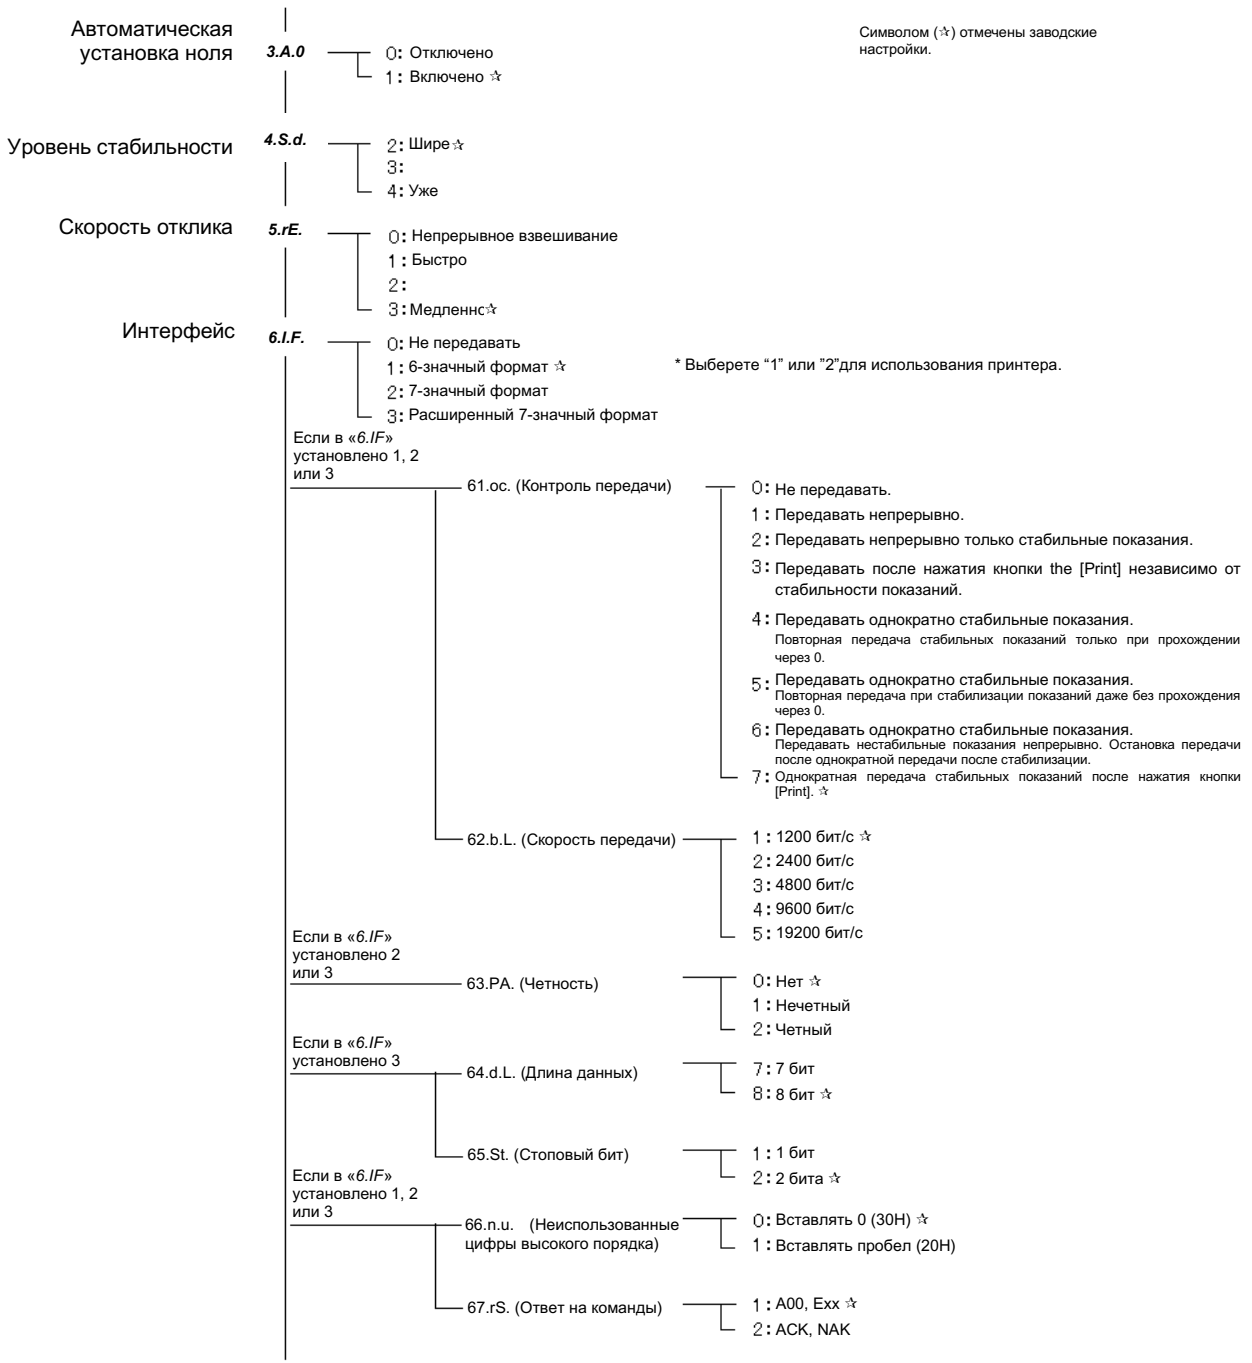 Символом (☆) отмечены заводские
настройки.
Автоматическая
установка ноля
3.A.0
0: Отключено
1: Включено ☆
Уровень стабильности
4.S.d.
2: Шире ☆
3:
4: Уже
Скорость отклика
5.rE.
0: Непрерывное взвешивание
1: Быстро
2:
3: Медленно ☆
Интерфейс
6.I.F.
0: Не передавать
1: 6-значный формат ☆
2: 7-значный формат
3: Расширенный 7-значный формат
* Выберете “1” или ”2”для использования принтера.
Если в «6.IF»
установлено 1, 2
или 3
61.oc. (Контроль передачи)
0: Не передавать.
1: Передавать непрерывно.
2: Передавать непрерывно только стабильные показания.
3: Передавать после нажатия кнопки the [Print] независимо от
стабильности показаний.
4: Передавать однократно стабильные показания.
Повторная передача стабильных показаний только при прохождении
через 0.
5: Передавать однократно стабильные показания.
Повторная передача при стабилизации показаний даже без прохождения
через 0.
6: Передавать однократно стабильные показания.
Передавать нестабильные показания непрерывно. Остановка передачи
после однократной передачи после стабилизации.
7: Однократная передача стабильных показаний после нажатия кнопки
[Print]. ☆
62.b.L. (Скорость передачи)
1: 1200 бит/с ☆
2: 2400 бит/с
3: 4800 бит/с
4: 9600 бит/с
5: 19200 бит/с
Если в «6.IF»
установлено 2
или 3
63.PA. (Четность)
0: Нет ☆
1: Нечетный
2: Четный
Если в «6.IF»
установлено 3
64.d.L. (Длина данных)
7: 7 бит
8: 8 бит ☆
65.St. (Стоповый бит)
1: 1 бит
2: 2 бита ☆
Если в «6.IF»
установлено 1, 2
или 3
66.n.u. (Неиспользованные
цифры высокого порядка)
0: Вставлять 0 (30H) ☆
1: Вставлять пробел (20H)
67.rS. (Ответ на команды)
1: A00, Exx ☆
2: ACK, NAK